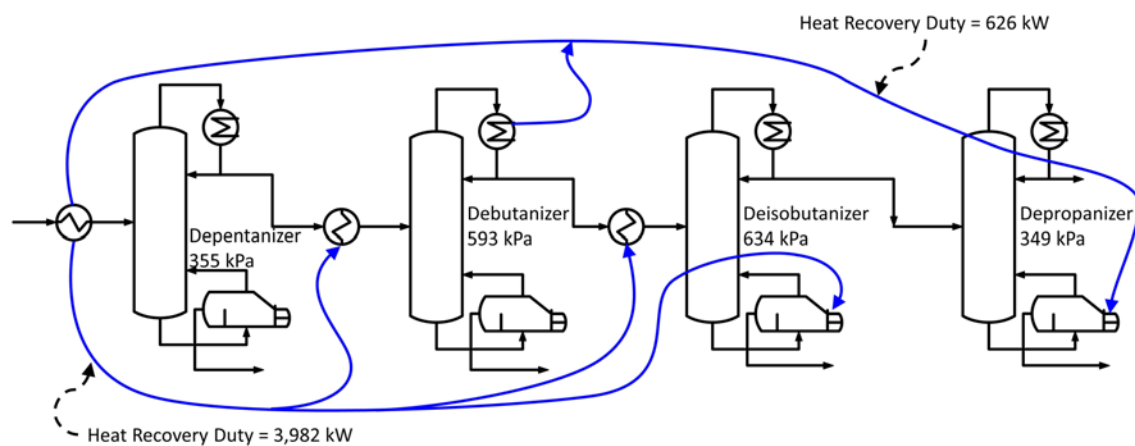 Heat Recovery Duty = 626 kW
Depentanizer
355 kPa
Debutanizer
593 kPa
Deisobutanizer
634 kPa
Depropanizer
349 kPa
Heat Recovery Duty = 3,982 kW